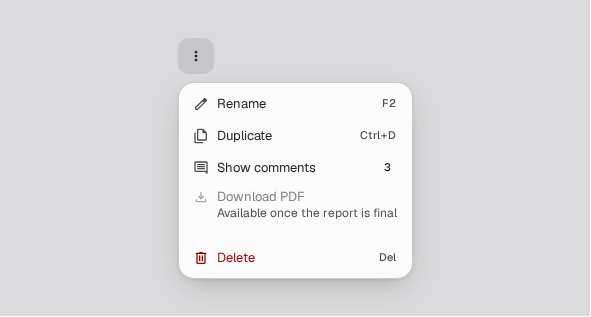 Rename F2
Duplicate Ctrl+D
Show comments 3
Download PDF
Available once the report is final
Delete Del